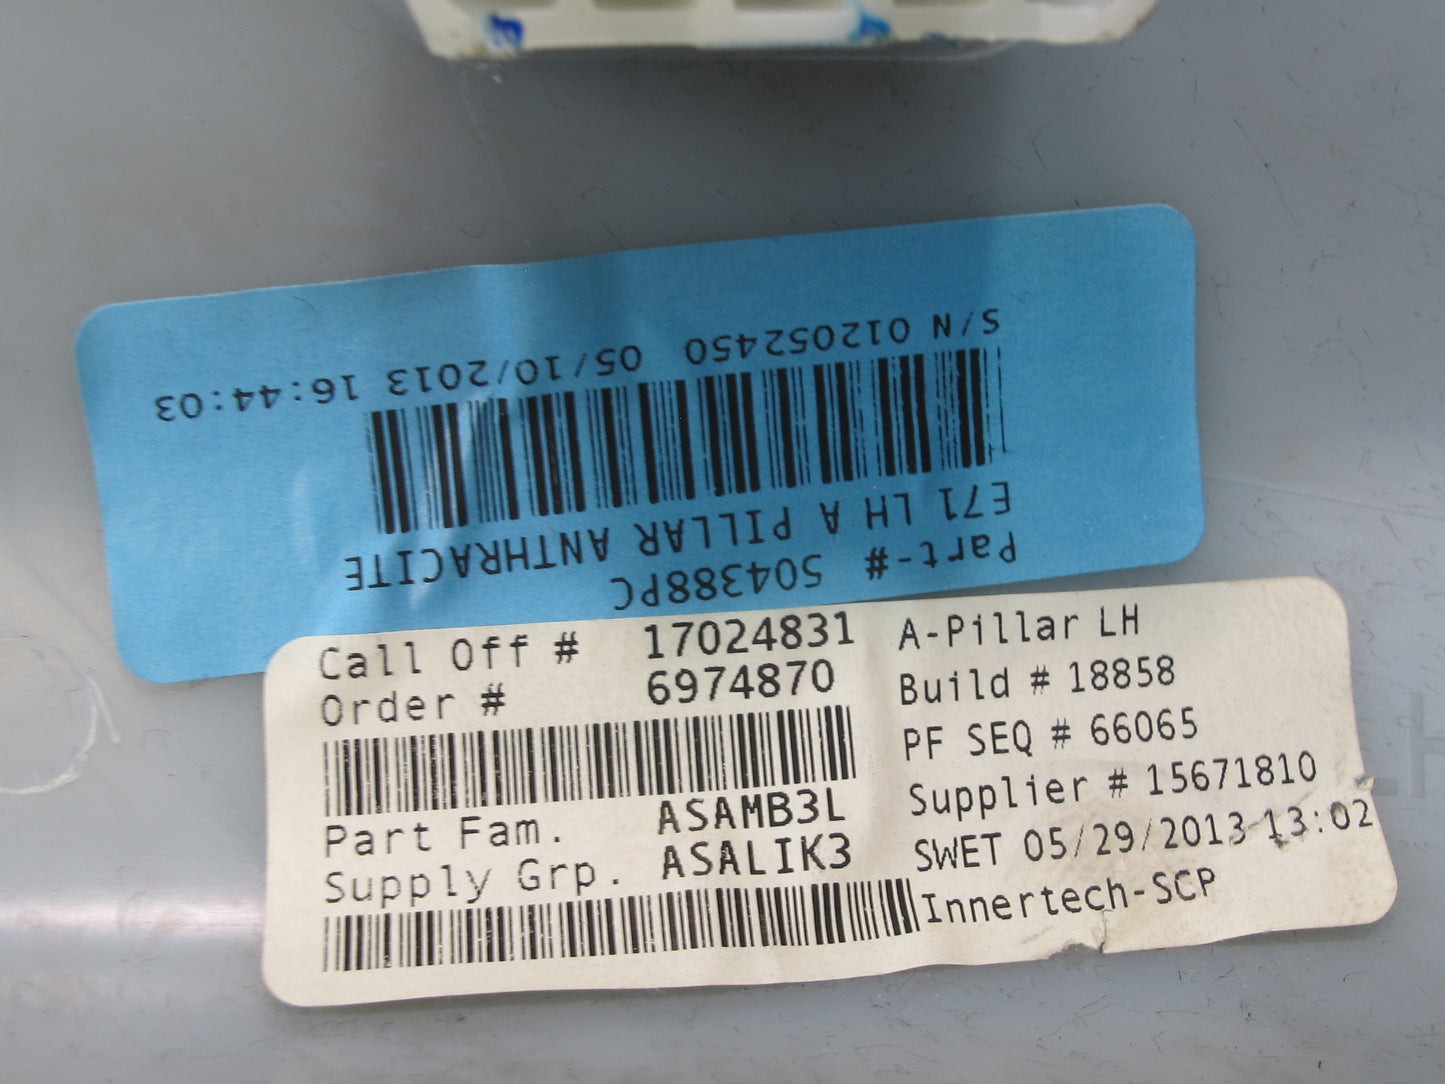 Part-# 504388PC
E71 LH A PILLAR ANTHRACITE
S/N 012052450 05/10/2013 16:44:03
Call Off # 17024831
Order # 6974870
Part Fam. ASAMB3L
Supply Grp. ASALIK3
A-Pillar LH
Build # 18858
PF SEQ # 66065
Supplier # 15671810
SWET 05/29/2013 13:02
Innertech-SCP
LH